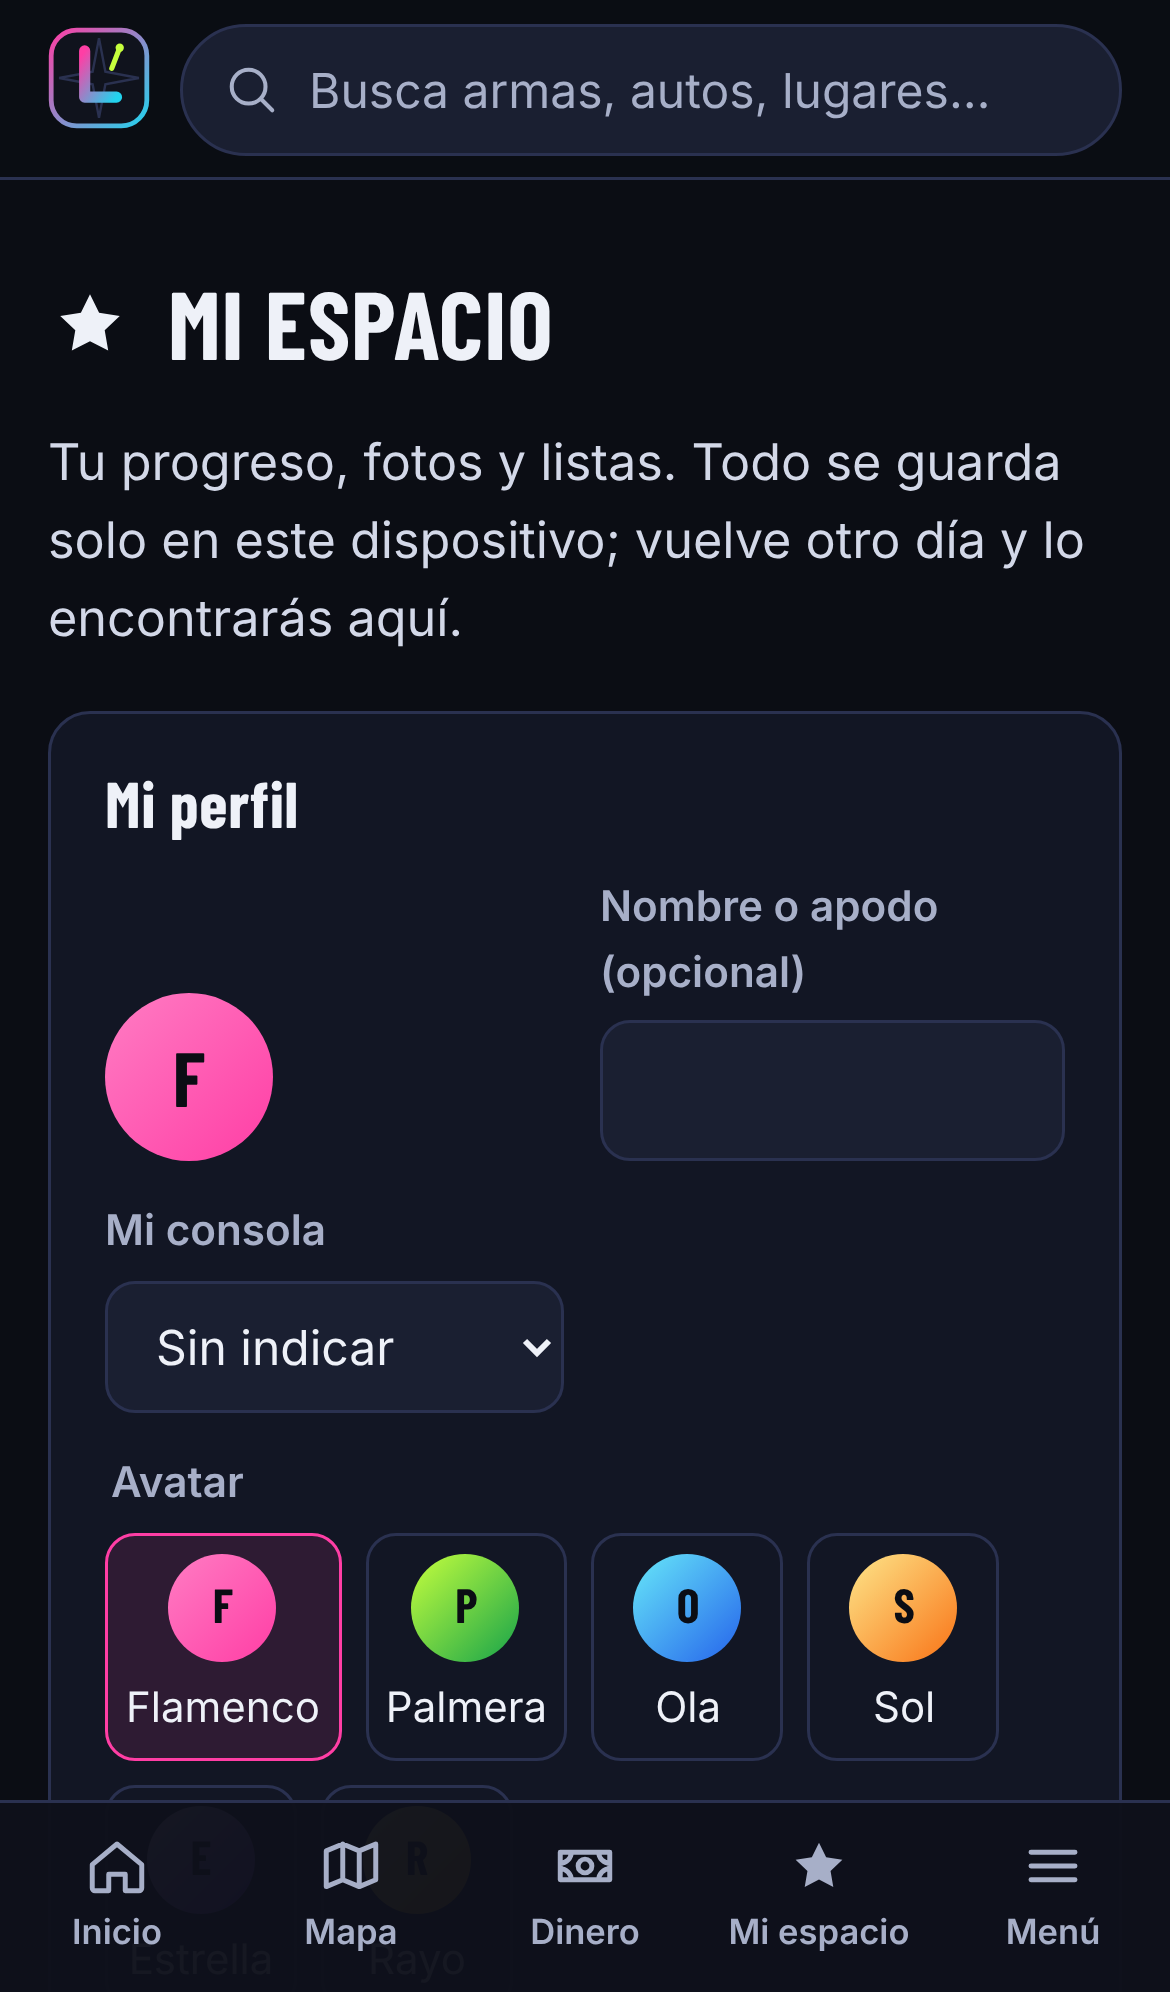 Busca armas, autos, lugares...
MI ESPACIO
Tu progreso, fotos y listas. Todo se guarda
solo en este dispositivo; vuelve otro día y lo
encontrarás aquí.
Mi perfil
Nombre o apodo
(opcional)
F
Mi consola
Sin indicar
Avatar
F
P
O
S
Flamenco
Palmera
Ola
Sol
E
R
Estrella
Rayo
Inicio
Mapa
Dinero
Mi espacio
Menú